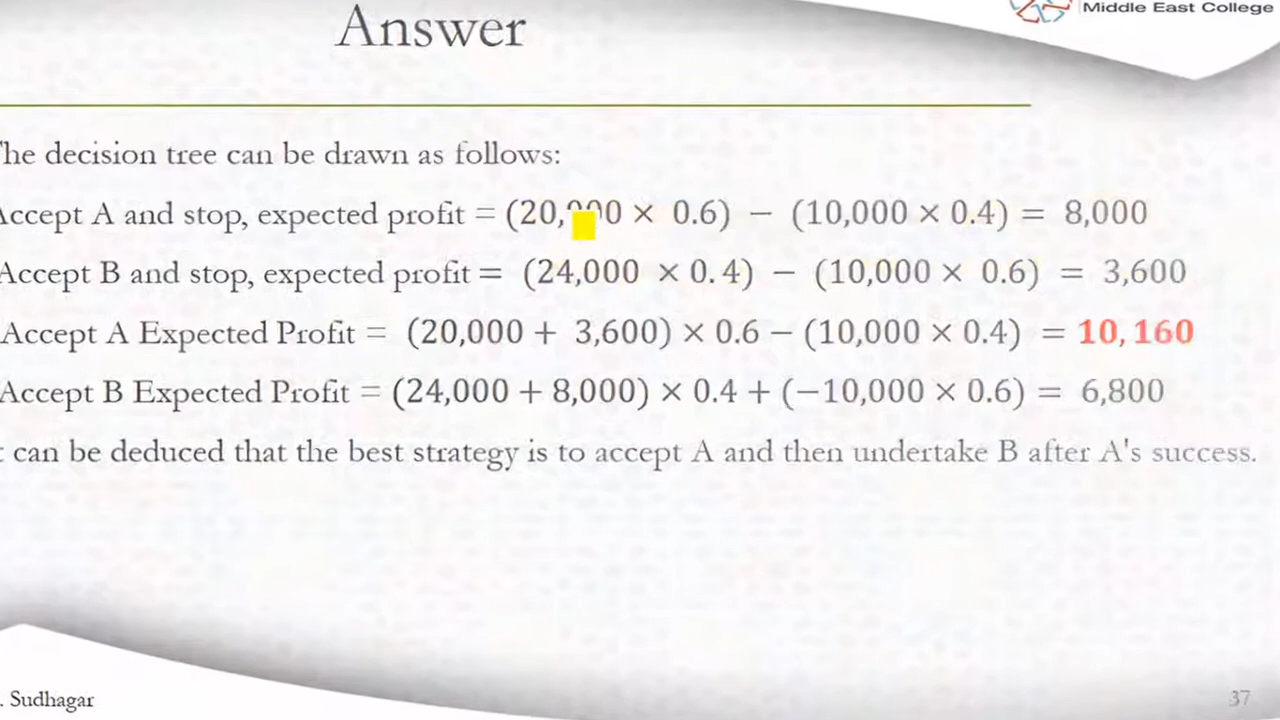 Middle East College
Answer
The decision tree can be drawn as follows:
Accept A and stop, expected profit = (20,000 × 0.6) − (10,000 × 0.4) = 8,000
Accept B and stop, expected profit = (24,000 × 0.4) − (10,000 × 0.6) = 3,600
Accept A Expected Profit = (20,000 + 3,600) × 0.6 − (10,000 × 0.4) = 10,160
Accept B Expected Profit = (24,000 + 8,000) × 0.4 + (−10,000 × 0.6) = 6,800
can be deduced that the best strategy is to accept A and then undertake B after A's success.
. Sudhagar
37